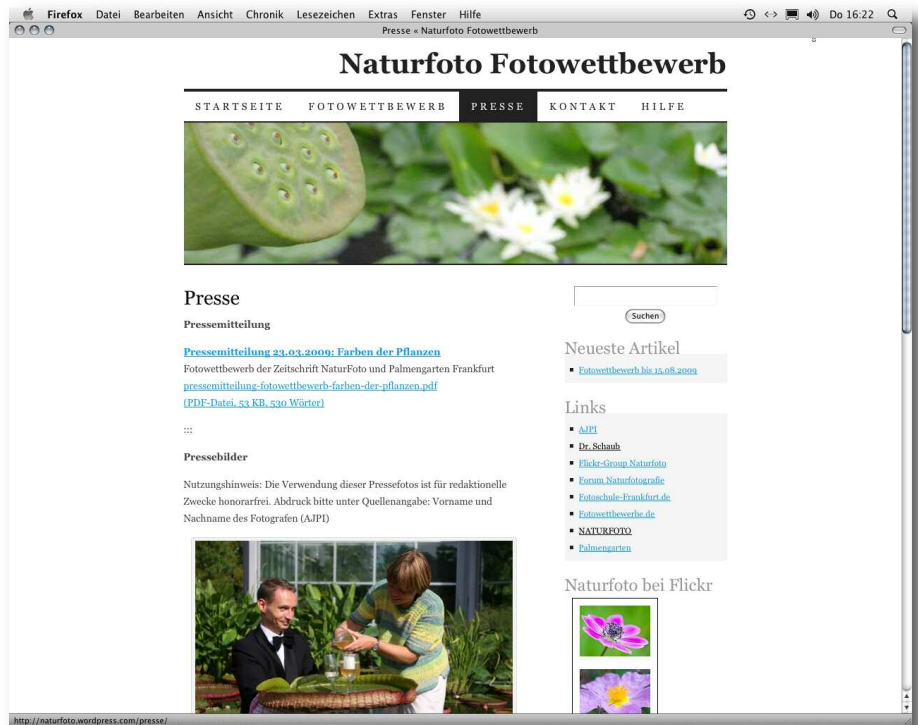 Firefox Datei Bearbeiten Ansicht Chronik Lesezeichen Extras Fenster Hilfe Do 16:22
Presse « Naturfoto Fotowettbewerb
Naturfoto Fotowettbewerb
STARTSEITE FOTOWETTBEWERB PRESSE KONTAKT HILFE
Presse
Pressemitteilung
Pressemitteilung 23.03.2009: Farben der Pflanzen
Fotowettbewerb der Zeitschrift NaturFoto und Palmengarten Frankfurt
pressemitteilung-fotowettbewerb-farben-der-pflanzen.pdf
(PDF-Datei, 53 KB, 530 Wörter)
:::
Pressebilder
Nutzungshinweis: Die Verwendung dieser Pressefotos ist für redaktionelle
Zwecke honorarfrei. Abdruck bitte unter Quellenangabe: Vorname und
Nachname des Fotografen (AJPI)
Suchen
Neueste Artikel
Fotowettbewerb bis 15.08.2009
Links
AJPI
Dr. Schaub
Flickr-Group Naturfoto
Forum Naturfotografie
Fotoschule-Frankfurt.de
Fotowettbewerbe.de
NATURFOTO
Palmengarten
Naturfoto bei Flickr
http://naturfoto.wordpress.com/presse/